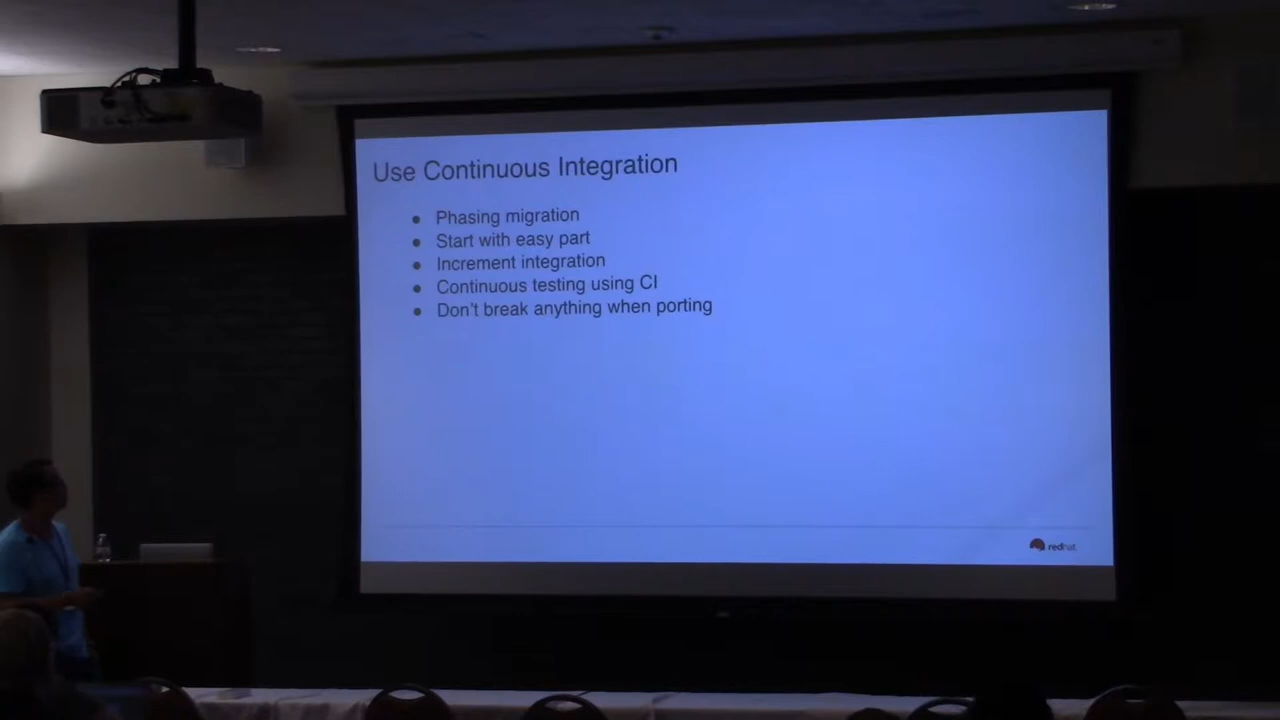 Use Continuous Integration
● Phasing migration
● Start with easy part
● Increment integration
● Continuous testing using CI
● Don't break anything when porting
redhat.